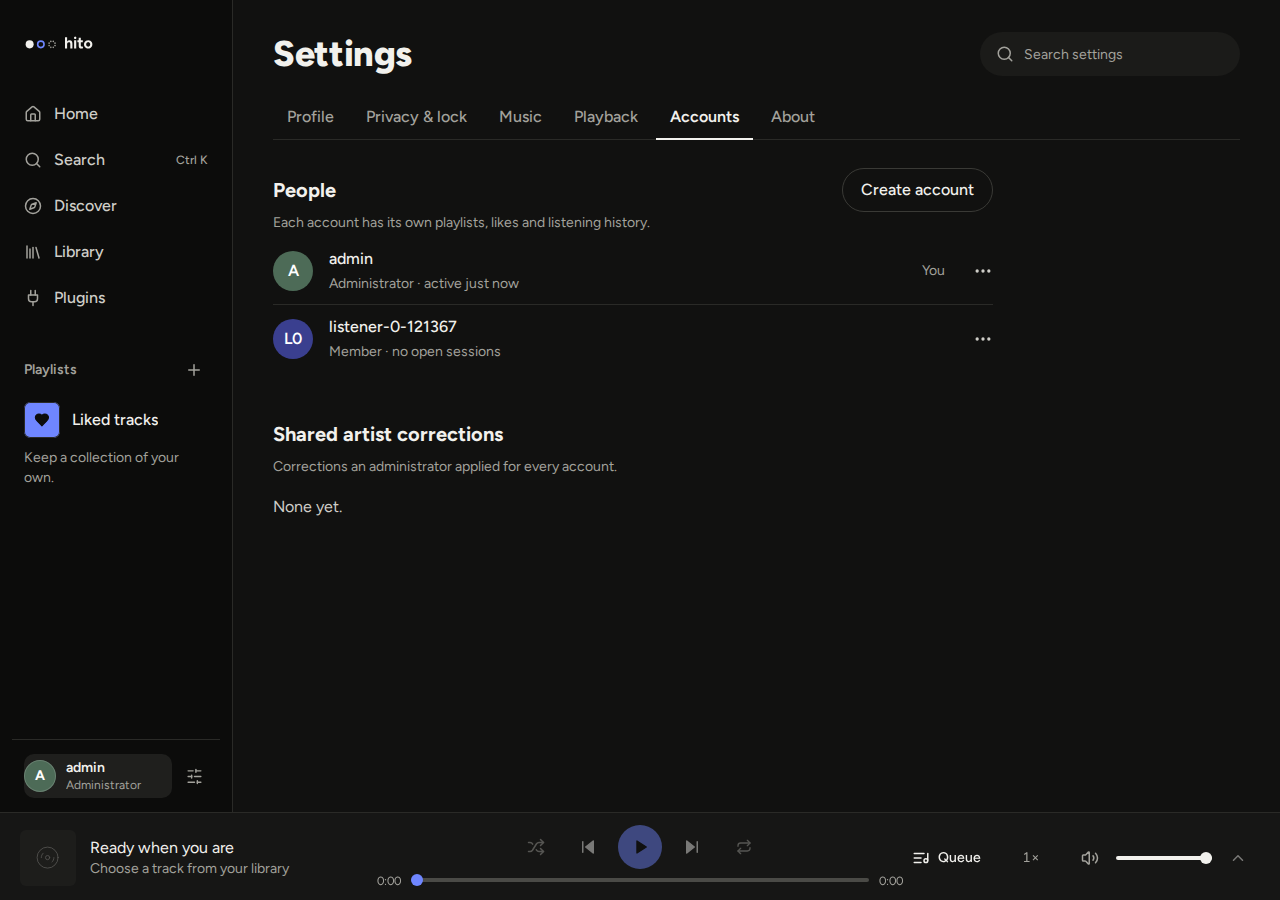 hito
Home
Search
Ctrl K
Discover
Library
Plugins
Playlists
Liked tracks
Keep a collection of your
own.
A
admin
Administrator
Settings
Search settings
Profile
Privacy & lock
Music
Playback
Accounts
About
People
Create account
Each account has its own playlists, likes and listening history.
A
admin
Administrator · active just now
You
L0
listener-0-121367
Member · no open sessions
Shared artist corrections
Corrections an administrator applied for every account.
None yet.
Ready when you are
Choose a track from your library
0:00
0:00
Queue
1×